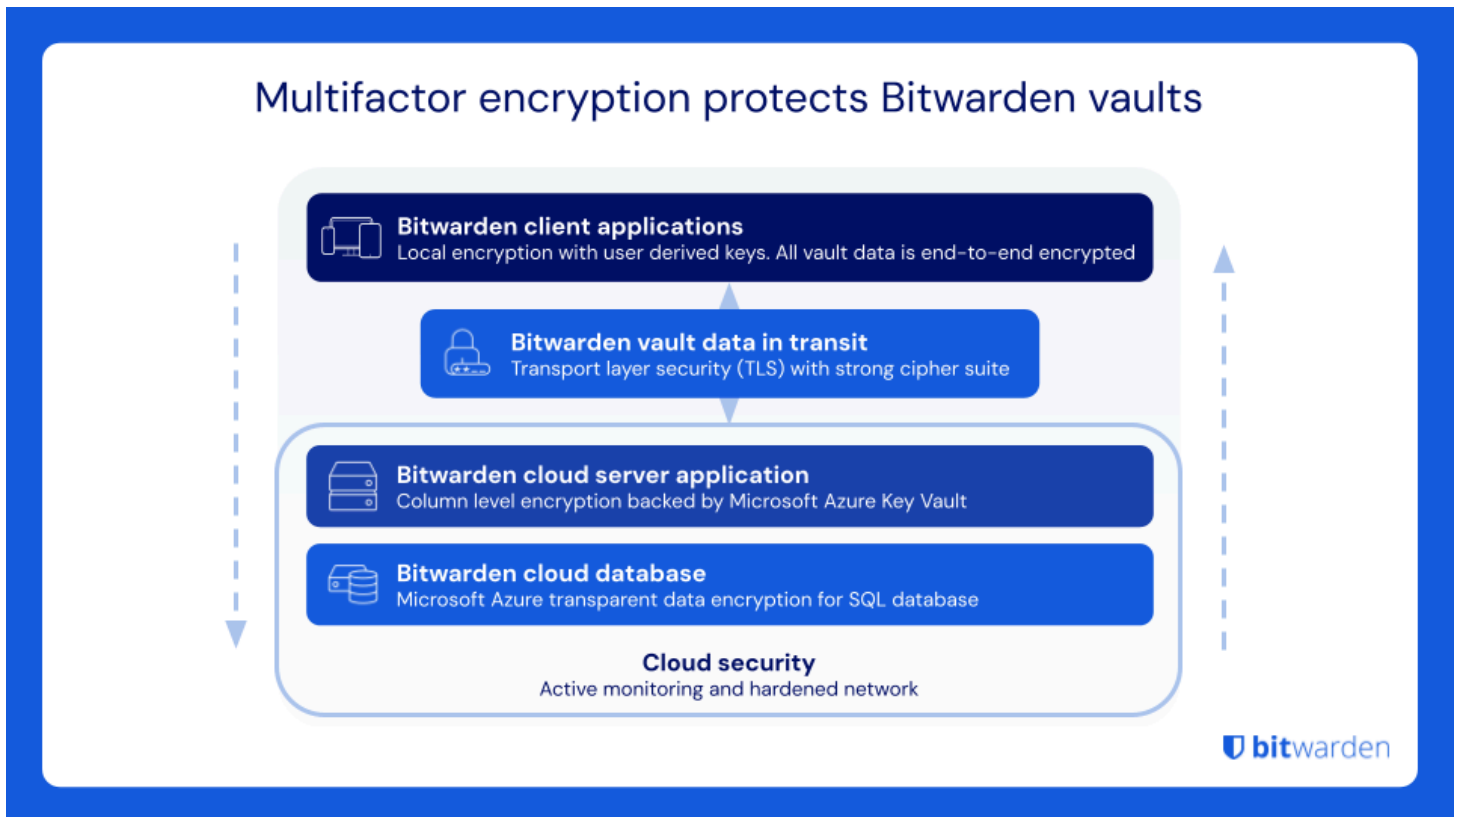 Multifactor encryption protects Bitwarden vaults
Bitwarden client applications
Local encryption with user derived keys. All vault data is end-to-end encrypted
Bitwarden vault data in transit
Transport layer security (TLS) with strong cipher suite
Bitwarden cloud server application
Column level encryption backed by Microsoft Azure Key Vault
Bitwarden cloud database
Microsoft Azure transparent data encryption for SQL database
Cloud security
Active monitoring and hardened network
bitwarden